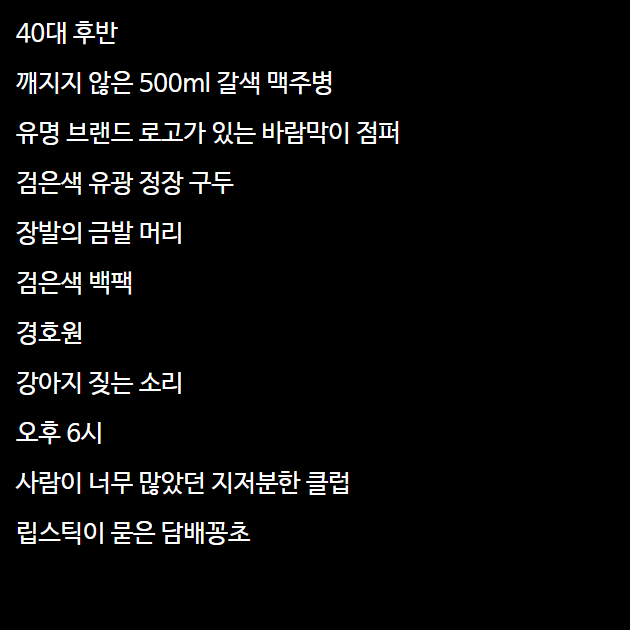 40대 후반
깨지지 않은 500ml 갈색 맥주병
유명 브랜드 로고가 있는 바람막이 점퍼
검은색 유광 정장 구두
장발의 금발 머리
검은색 백팩
경호원
강아지 짖는 소리
오후 6시
사람이 너무 많았던 지저분한 클럽
립스틱이 묻은 담배꽁초